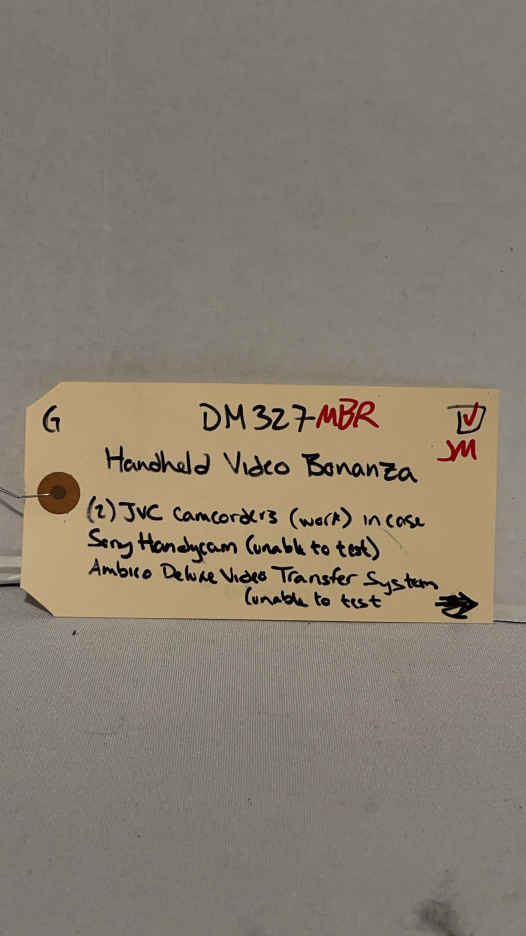 G DM327MBR
JM
Handheld Video Bonanza
(2) JVC camcorders (work) in case
Sony Handycam (unable to test)
Ambico Deluxe Video Transfer System
(unable to test